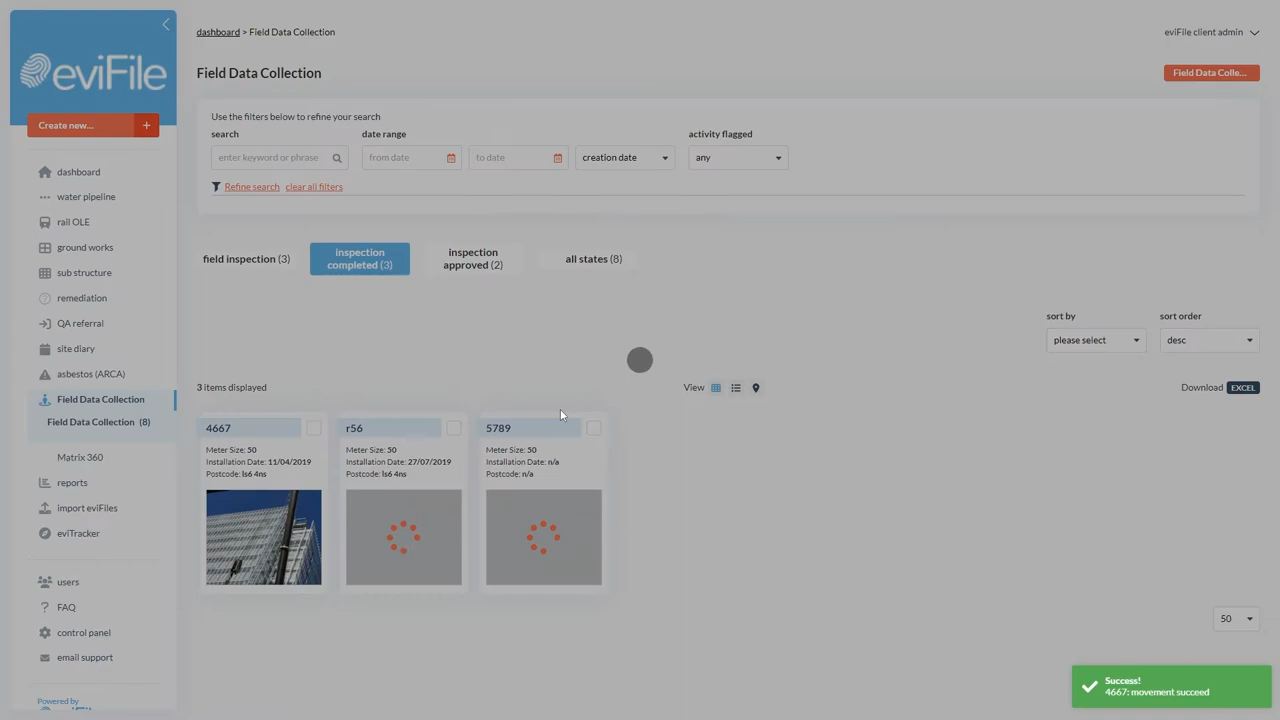 eviFile
Create new... +
dashboard
water pipeline
rail OLE
ground works
sub structure
remediation
QA referral
site diary
asbestos (ARCA)
Field Data Collection
Field Data Collection (8)
Matrix 360
reports
import eviFiles
eviTracker
users
FAQ
control panel
email support
Powered by
dashboard > Field Data Collection
eviFile client admin
Field Data Collection
Field Data Colle...
Use the filters below to refine your search
search date range activity flagged
enter keyword or phrase from date to date creation date any
Refine search clear all filters
field inspection (3)
inspection
completed (3)
inspection
approved (2)
all states (8)
sort by sort order
please select desc
3 items displayed View Download EXCEL
4667
Meter Size: 50
Installation Date: 11/04/2019
Postcode: ls6 4ns
r56
Meter Size: 50
Installation Date: 27/07/2019
Postcode: ls6 4ns
5789
Meter Size: 50
Installation Date: n/a
Postcode: n/a
50
Success!
4667: movement succeed